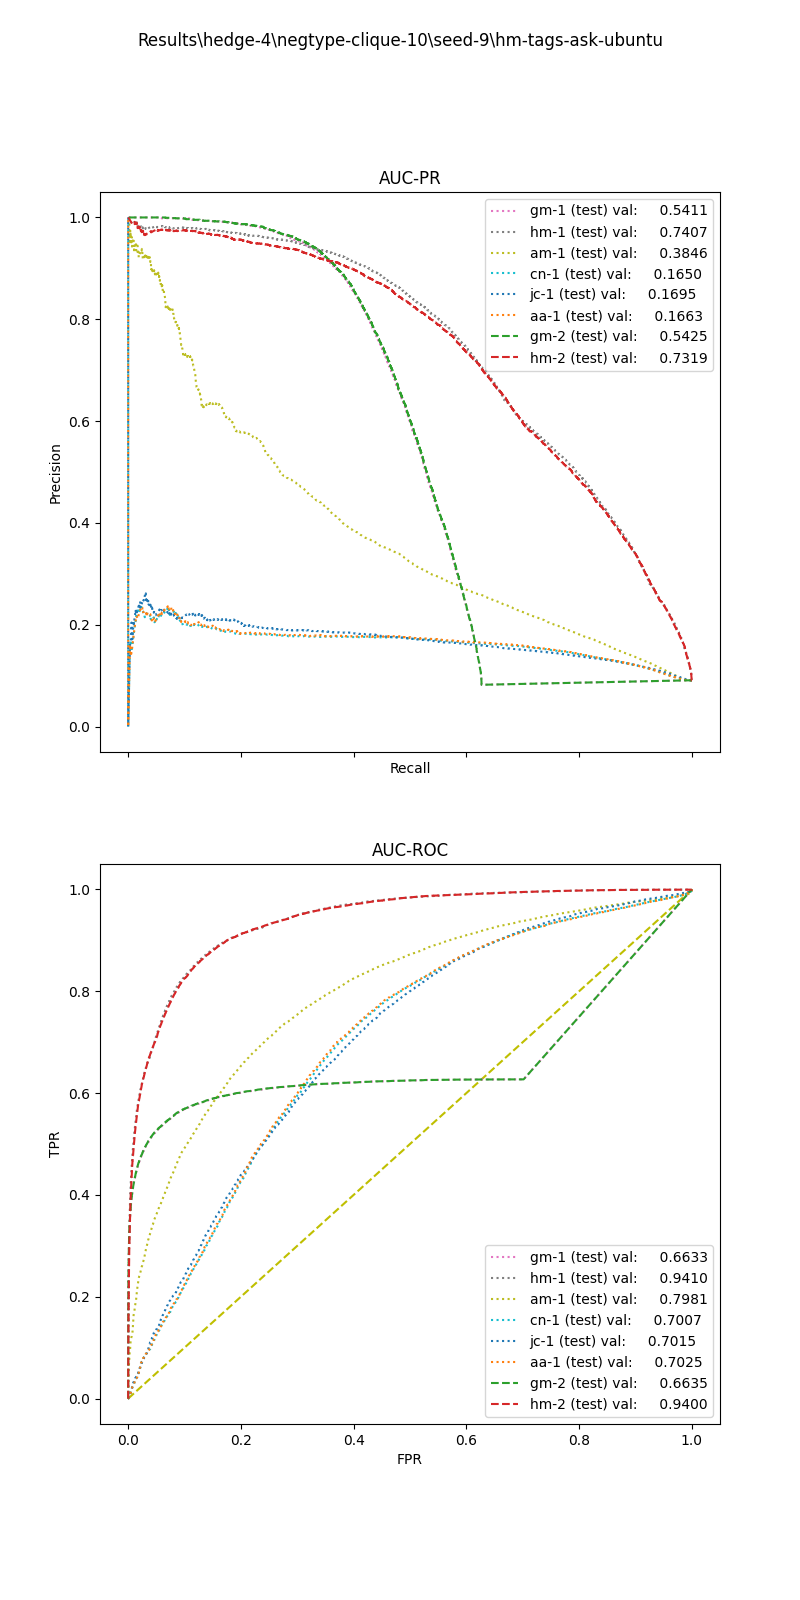 Results\hedge-4\negtype-clique-10\seed-9\hm-tags-ask-ubuntu
AUC-PR
gm-1 (test) val: 0.5411
hm-1 (test) val: 0.7407
am-1 (test) val: 0.3846
cn-1 (test) val: 0.1650
jc-1 (test) val: 0.1695
aa-1 (test) val: 0.1663
gm-2 (test) val: 0.5425
hm-2 (test) val: 0.7319
1.0
0.8
0.6
0.4
0.2
0.0
Precision
Recall
AUC-ROC
1.0
0.8
0.6
0.4
0.2
0.0
TPR
gm-1 (test) val: 0.6633
hm-1 (test) val: 0.9410
am-1 (test) val: 0.7981
cn-1 (test) val: 0.7007
jc-1 (test) val: 0.7015
aa-1 (test) val: 0.7025
gm-2 (test) val: 0.6635
hm-2 (test) val: 0.9400
0.0 0.2 0.4 0.6 0.8 1.0
FPR